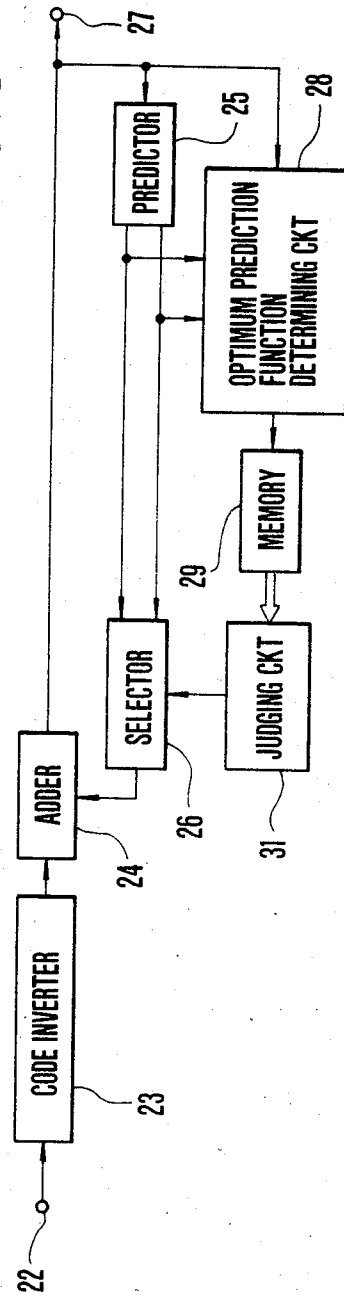 22
CODE INVERTER
23
ADDER
24
27
PREDICTOR
25
SELECTOR
26
OPTIMUM PREDICTION
FUNCTION
DETERMINING CKT
28
MEMORY
29
JUDGING CKT
31